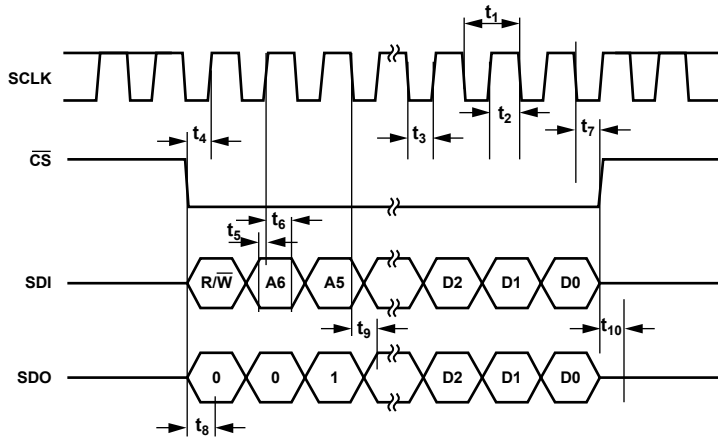 t₁
SCLK
t₄ t₃ t₂ t₇
C̅S̅
t₆
t₅
SDI R/W̅ A6 A5 D2 D1 D0
t₉ t₁₀
SDO 0 0 1 D2 D1 D0
t₈